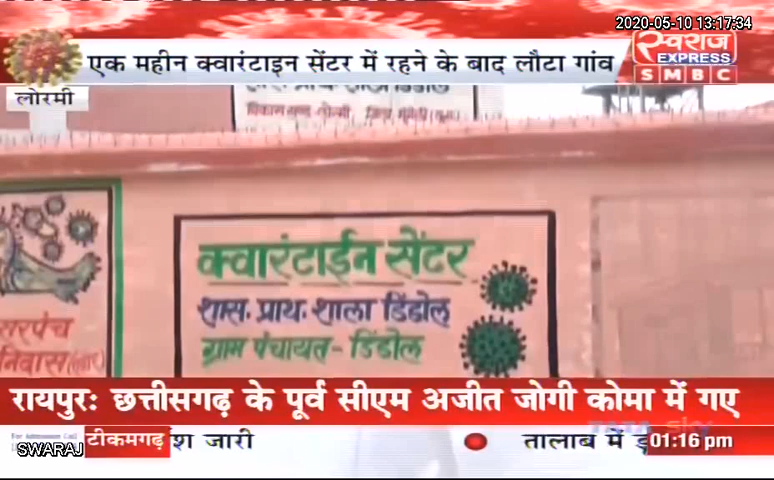 2020-05-10 13:17:34
स्वराज
EXPRESS
SMBC
एक महीन क्वारंटाइन सेंटर में रहने के बाद लौटा गांव
लोरमी
क्वारंटाईन सेंटर
शास. प्राथ. शाला डिंडोल
ग्राम पंचायत - डिंडोल
सरपंच
निवास
रायपुरः छत्तीसगढ़ के पूर्व सीएम अजीत जोगी कोमा में गए
टीकमगढ़
श जारी
तालाब में
01:16 pm
SWARAJ